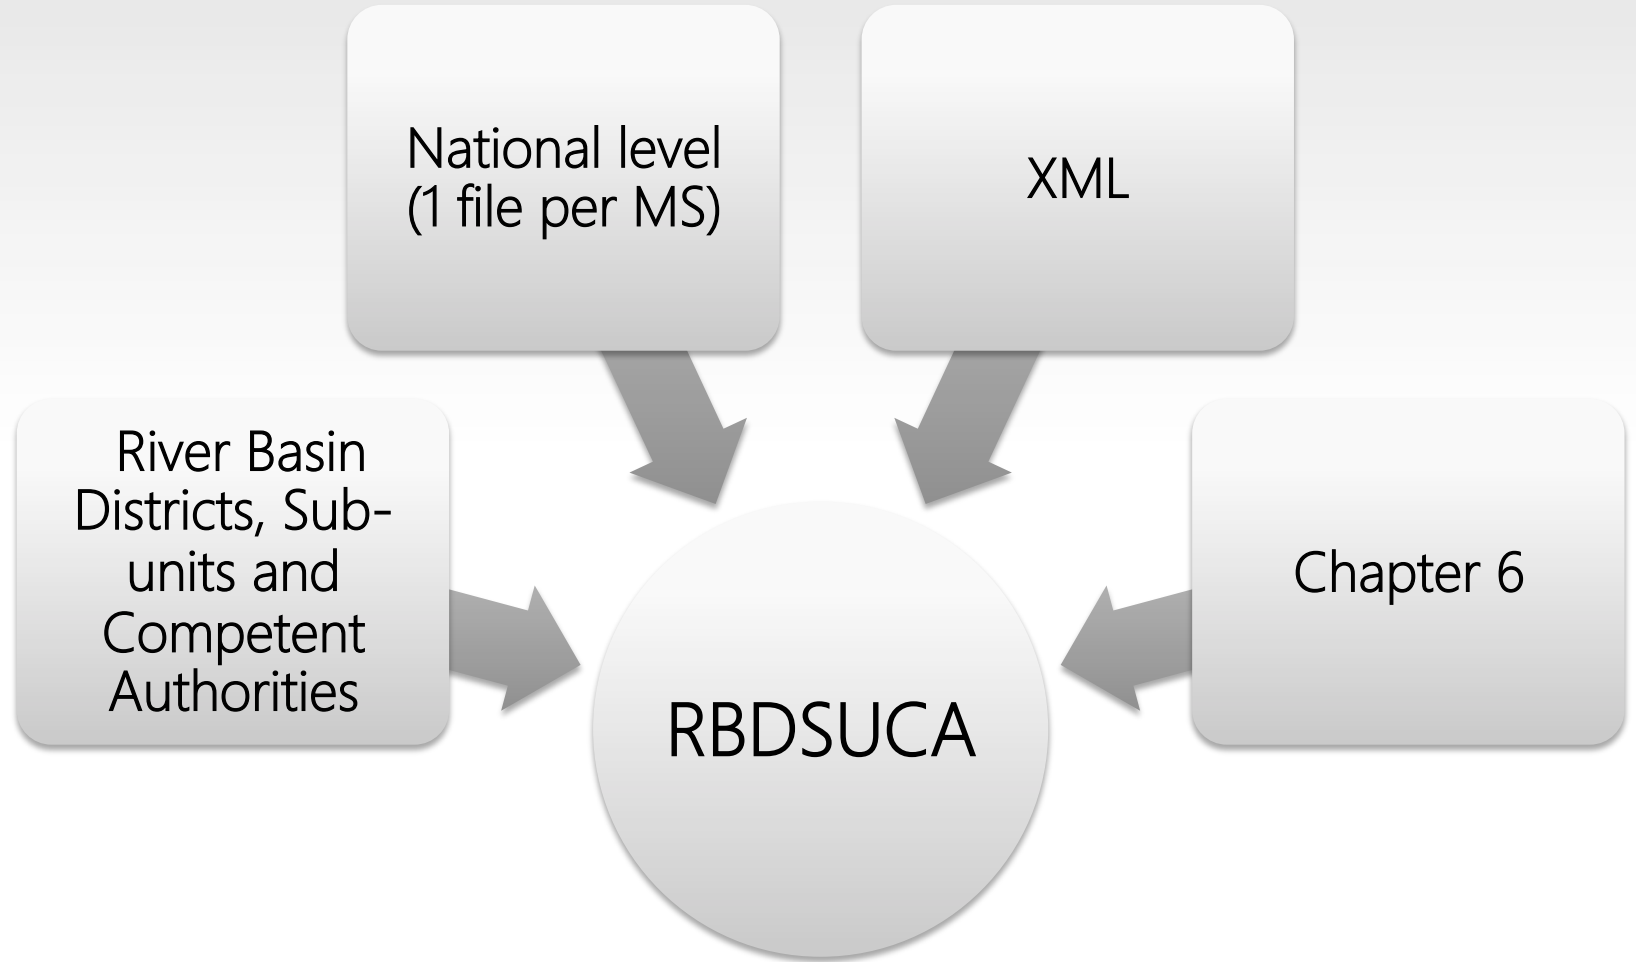 National level
(1 file per MS)
XML
River Basin
Districts, Sub-
units and
Competent
Authorities
Chapter 6
RBDSUCA